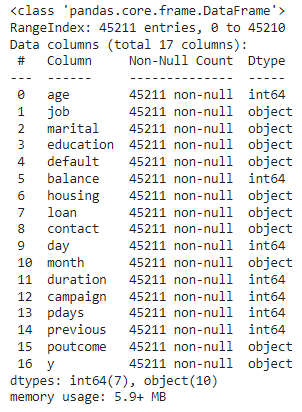 <class 'pandas.core.frame.DataFrame'>
RangeIndex: 45211 entries, 0 to 45210
Data columns (total 17 columns):
 #   Column     Non-Null Count  Dtype
---  ------     --------------  -----
 0   age        45211 non-null  int64
 1   job        45211 non-null  object
 2   marital    45211 non-null  object
 3   education  45211 non-null  object
 4   default    45211 non-null  object
 5   balance    45211 non-null  int64
 6   housing    45211 non-null  object
 7   loan       45211 non-null  object
 8   contact    45211 non-null  object
 9   day        45211 non-null  int64
 10  month      45211 non-null  object
 11  duration   45211 non-null  int64
 12  campaign   45211 non-null  int64
 13  pdays      45211 non-null  int64
 14  previous   45211 non-null  int64
 15  poutcome   45211 non-null  object
 16  y          45211 non-null  object
dtypes: int64(7), object(10)
memory usage: 5.9+ MB